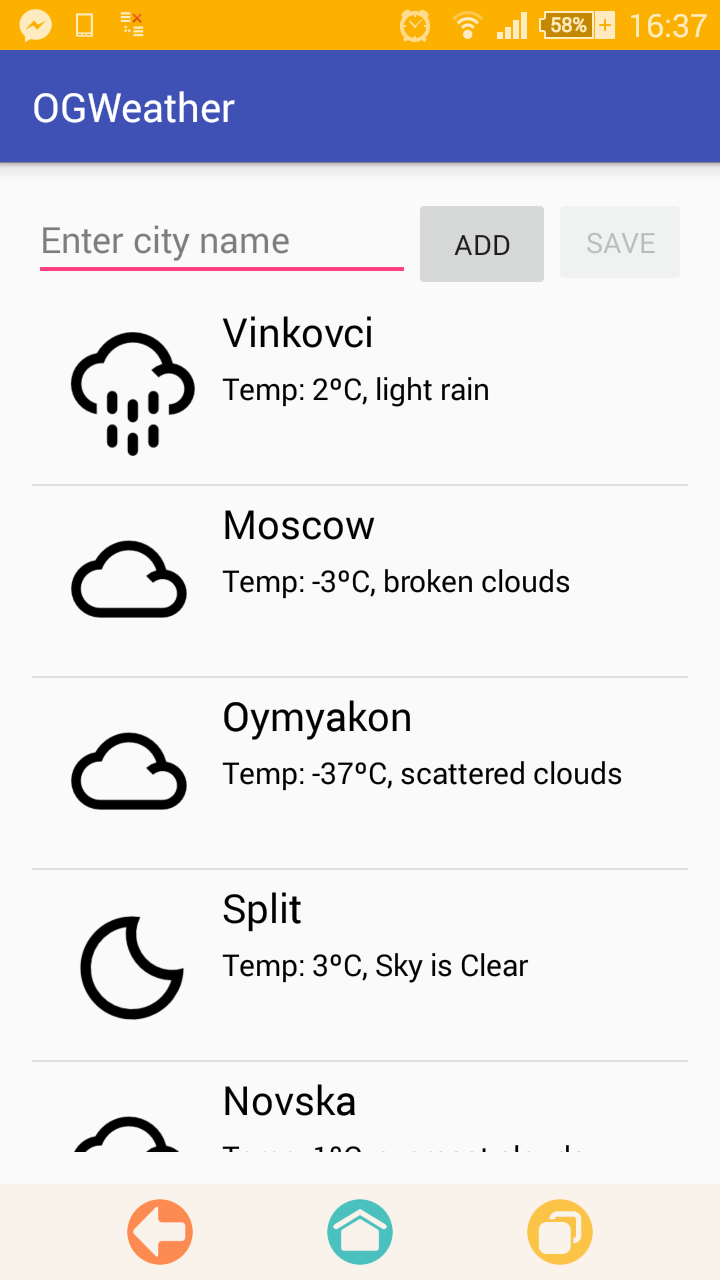 58% 16:37
OGWeather
Enter city name ADD SAVE
Vinkovci
Temp: 2ºC, light rain
Moscow
Temp: -3ºC, broken clouds
Oymyakon
Temp: -37ºC, scattered clouds
Split
Temp: 3ºC, Sky is Clear
Novska